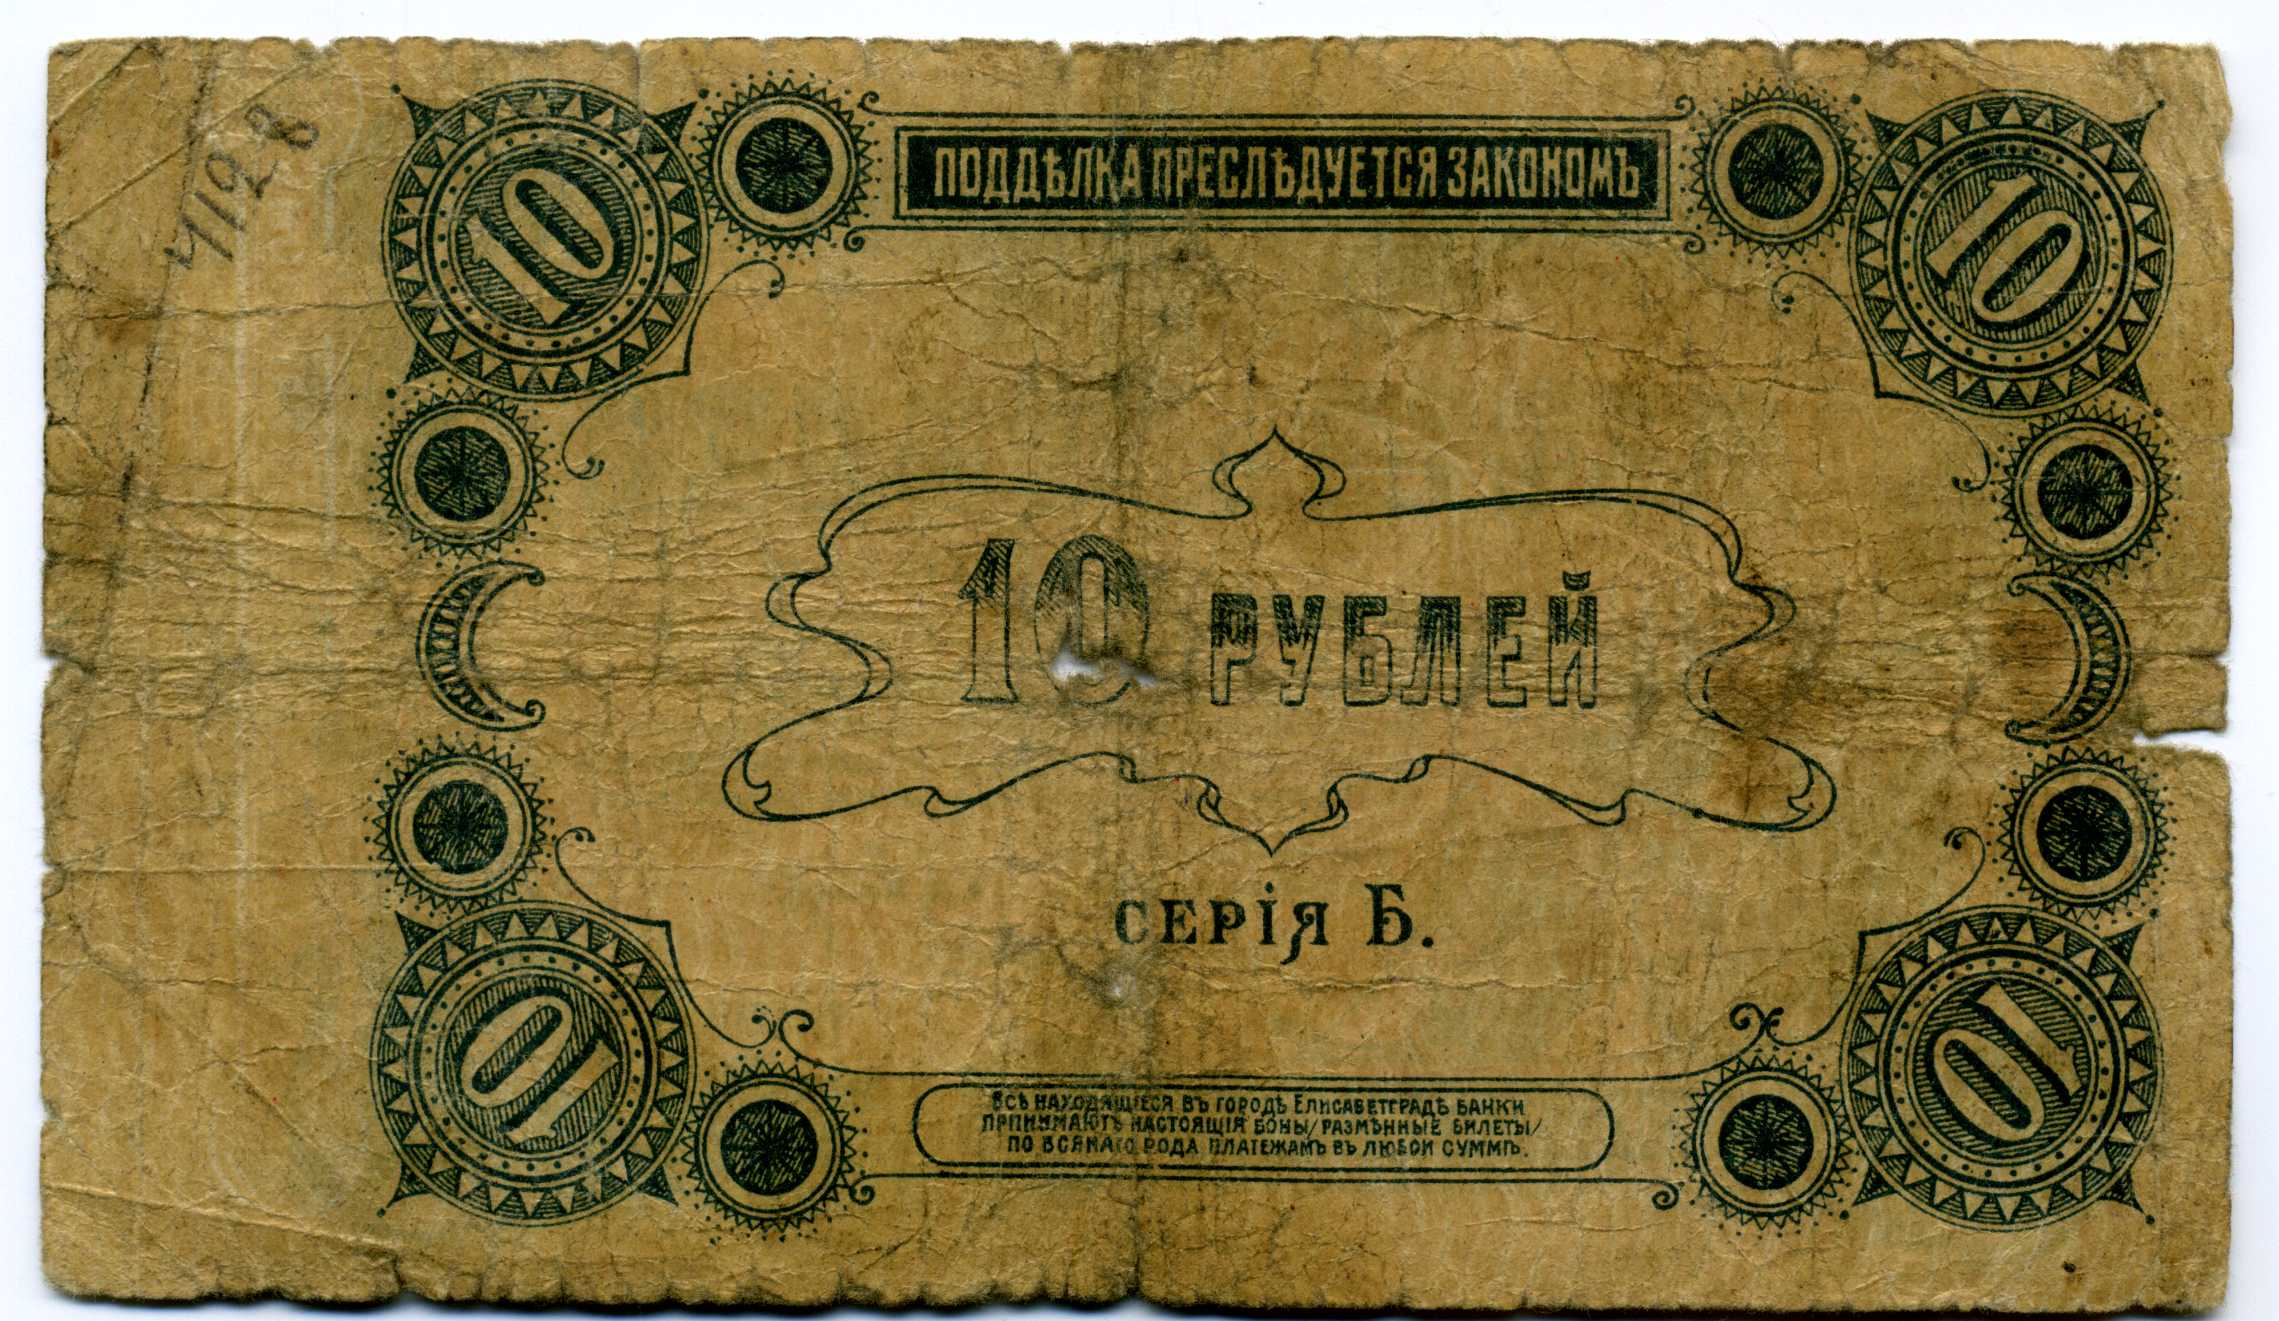 41928
10
ПОДДѢЛКА ПРЕСЛѢДУЕТСЯ ЗАКОНОМЪ
10
10 РУБЛЕЙ
СЕРІЯ Б.
10
ВСѢ НАХОДЯЩІЕСЯ ВЪ ГОРОДѢ ЕЛИСАВЕТГРАДѢ БАНКИ
ПРИНИМАЮТЪ НАСТОЯЩІЯ БОНЫ/РАЗМѢННЫЕ БИЛЕТЫ/
ПО ВСЯКАГО РОДА ПЛАТЕЖАМЪ ВЪ ЛЮБОЙ СУММѢ.
10